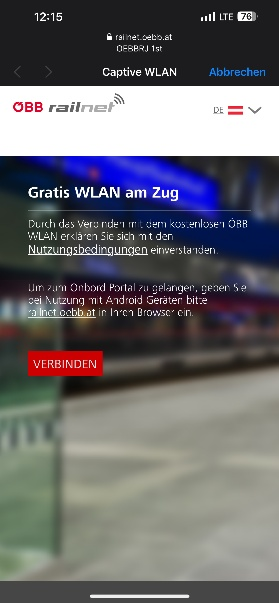 12:15
LTE 76
railnet.oebb.at
OEBBRJ 1st
Captive WLAN
Abbrechen
ÖBB railnet
DE
Gratis WLAN am Zug
Durch das Verbinden mit dem kostenlosen ÖBB
WLAN erklären Sie sich mit den
Nutzungsbedingungen einverstanden.
Um zum Onbord Portal zu gelangen, geben Sie
bei Nutzung mit Android Geräten bitte
railnet.oebb.at in Ihren Browser ein.
VERBINDEN